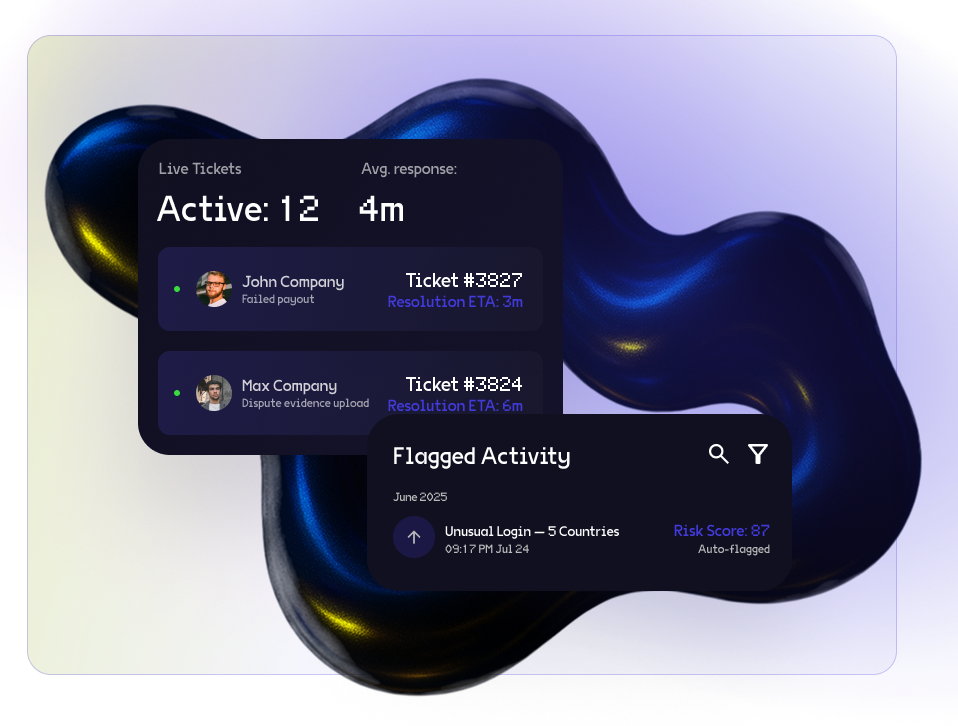 Live Tickets
Avg. response:
Active: 12
4m
John Company
Failed payout
Ticket #3827
Resolution ETA: 3m
Max Company
Dispute evidence upload
Ticket #3824
Resolution ETA: 6m
Flagged Activity
June 2025
Unusual Login — 5 Countries
09:17 PM Jul 24
Risk Score: 87
Auto-flagged